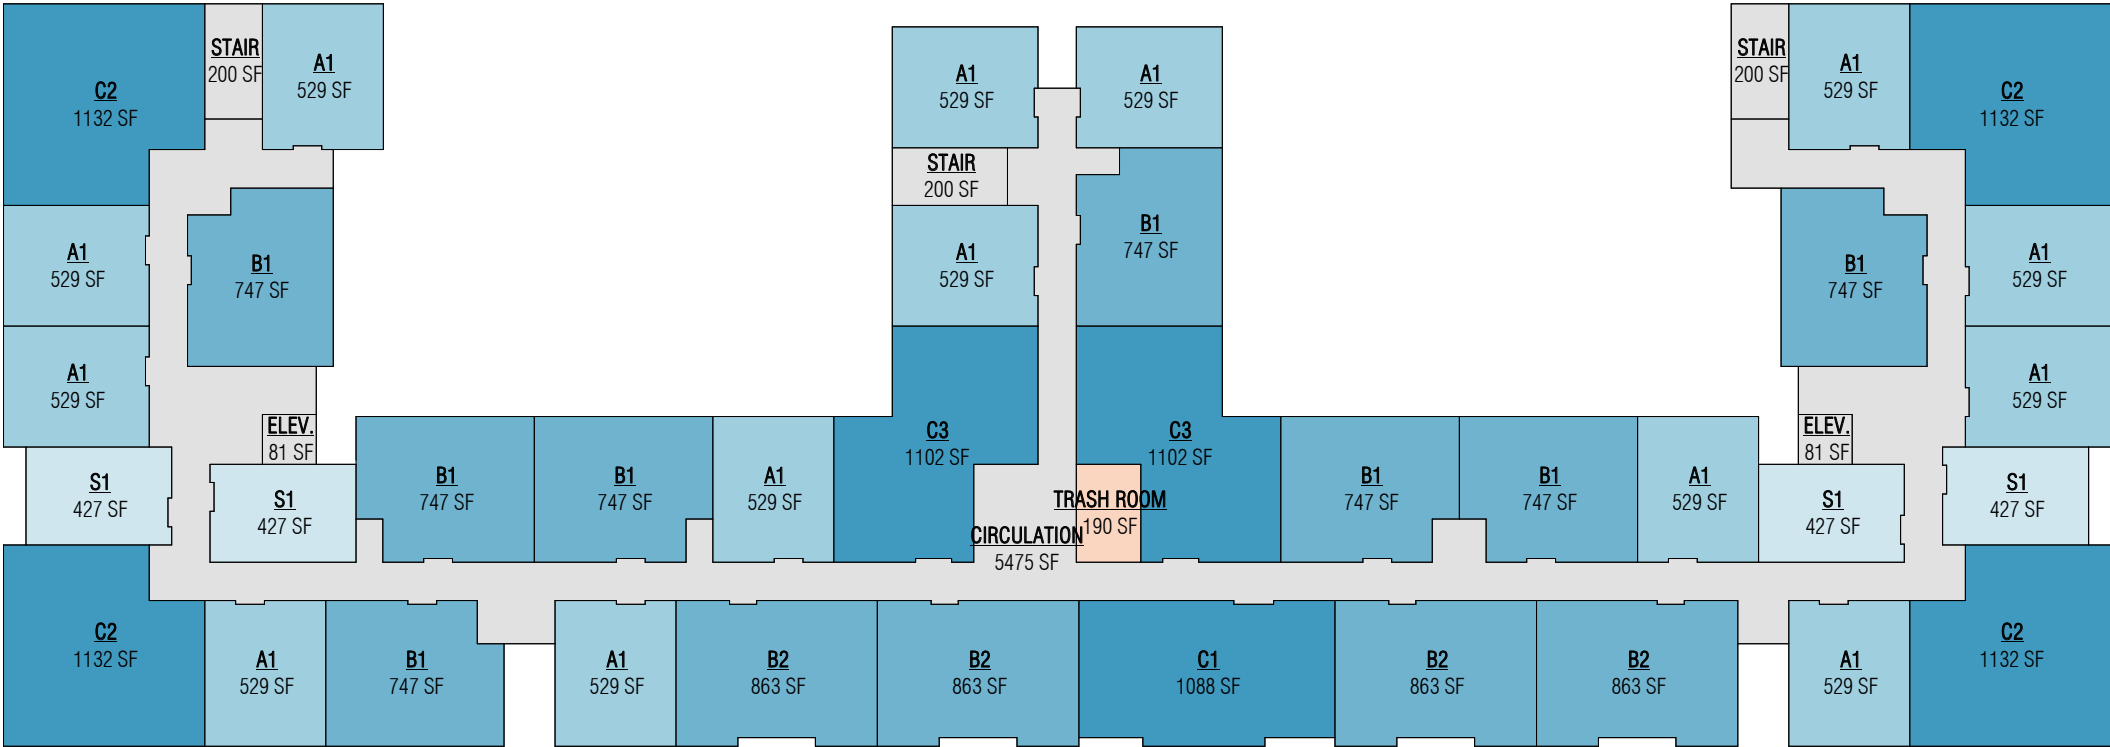 STAIR
200 SF
A1
529 SF
C2
1132 SF
A1
529 SF
A1
529 SF
STAIR
200 SF
A1
529 SF
C2
1132 SF
STAIR
200 SF
A1
529 SF
B1
747 SF
A1
529 SF
B1
747 SF
A1
529 SF
B1
747 SF
A1
529 SF
A1
529 SF
A1
529 SF
ELEV.
81 SF
C3
1102 SF
C3
1102 SF
ELEV.
81 SF
S1
427 SF
S1
427 SF
B1
747 SF
B1
747 SF
A1
529 SF
TRASH ROOM
190 SF
CIRCULATION
5475 SF
B1
747 SF
B1
747 SF
A1
529 SF
S1
427 SF
S1
427 SF
C2
1132 SF
A1
529 SF
B1
747 SF
A1
529 SF
B2
863 SF
B2
863 SF
C1
1088 SF
B2
863 SF
B2
863 SF
A1
529 SF
C2
1132 SF